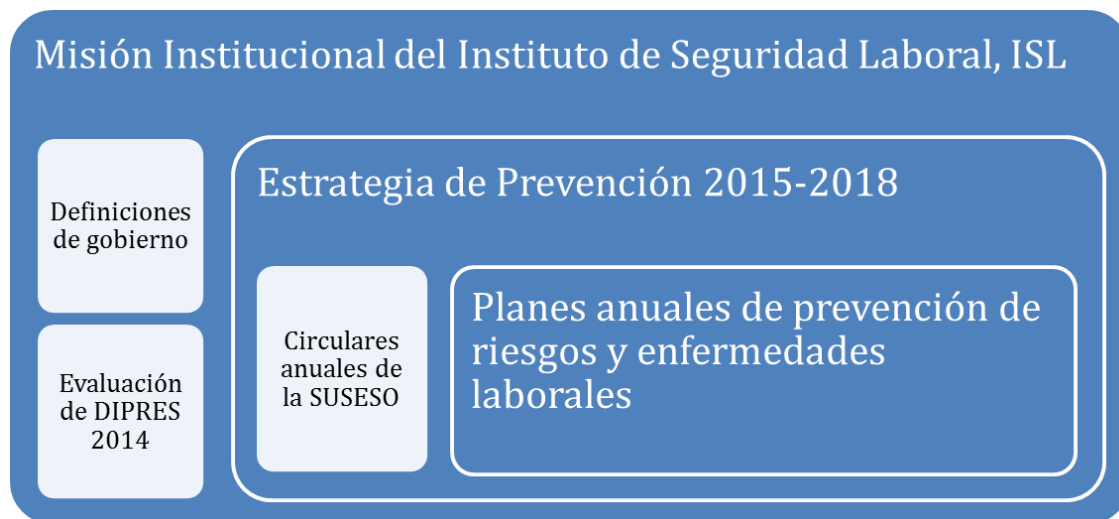 Misión Institucional del Instituto de Seguridad Laboral, ISL
Definiciones
de gobierno
Evaluación
de DIPRES
2014
Estrategia de Prevención 2015-2018
Circulares
anuales de
la SUSESO
Planes anuales de prevención de
riesgos y enfermedades
laborales